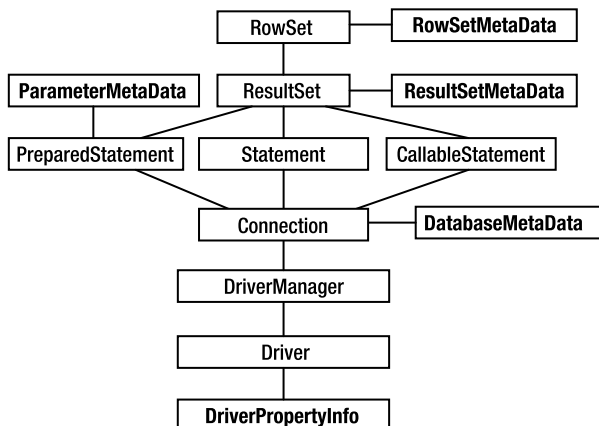 RowSet
RowSetMetaData
ParameterMetaData
ResultSet
ResultSetMetaData
PreparedStatement
Statement
CallableStatement
Connection
DatabaseMetaData
DriverManager
Driver
DriverPropertyInfo